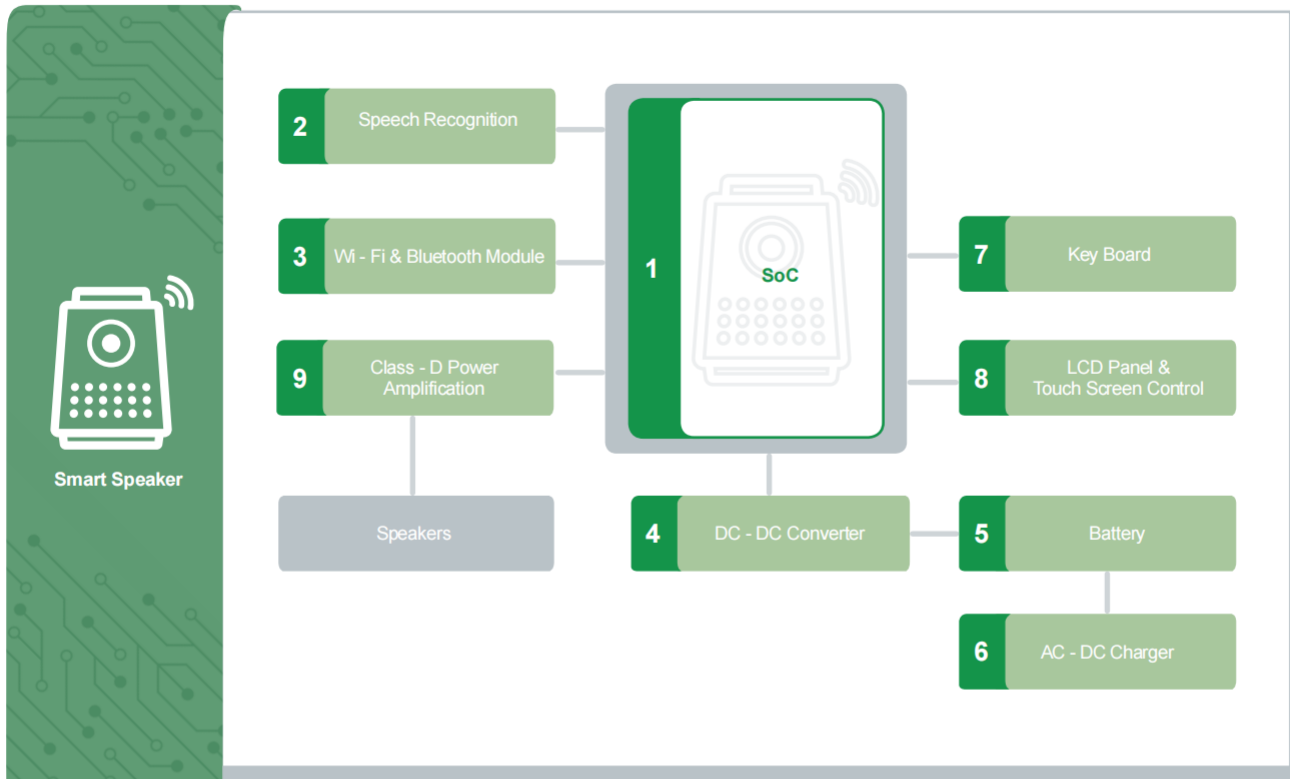 Smart Speaker
2
Speech Recognition
3
Wi - Fi & Bluetooth Module
9
Class - D Power
Amplification
Speakers
1
SoC
7
Key Board
8
LCD Panel &
Touch Screen Control
4
DC - DC Converter
5
Battery
6
AC - DC Charger